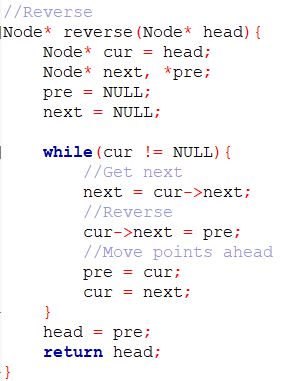 //Reverse
Node* reverse(Node* head){
    Node* cur = head;
    Node* next, *pre;
    pre = NULL;
    next = NULL;

    while(cur != NULL){
        //Get next
        next = cur->next;
        //Reverse
        cur->next = pre;
        //Move points ahead
        pre = cur;
        cur = next;
    }
    head = pre;
    return head;
}